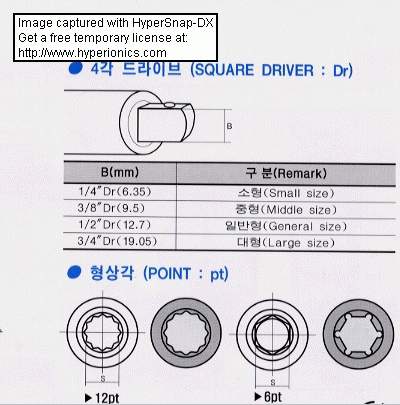 Image captured with HyperSnap-DX
Get a free temporary license at:
http://www.hyperionics.com
4각 드라이브 (SQUARE DRIVER : Dr)
B
B(mm) 구 분(Remark)
1/4"Dr(6.35) 소형(Small size)
3/8"Dr(9.5) 중형(Middle size)
1/2"Dr(12.7) 일반형(General size)
3/4"Dr(19.05) 대형(Large size)
형상각 (POINT : pt)
S S
▶12pt ▶6pt